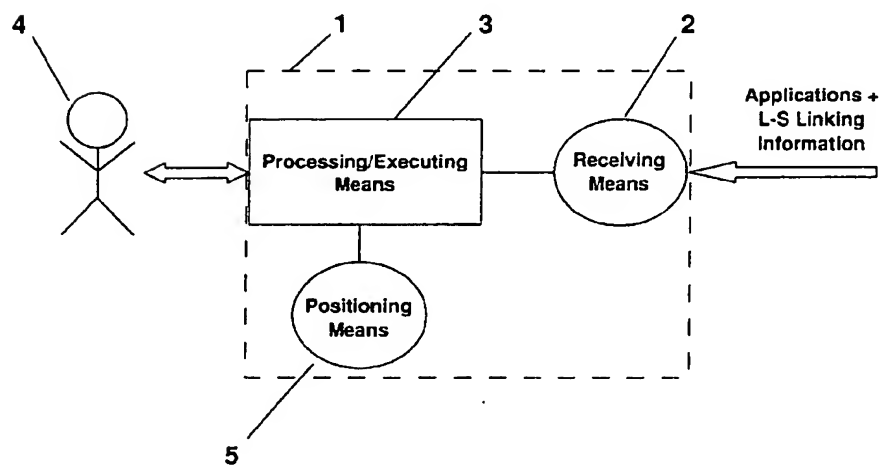 1
3
2
4
Applications +
L-S Linking
Information
Processing/Executing
Means
Receiving
Means
Positioning
Means
5